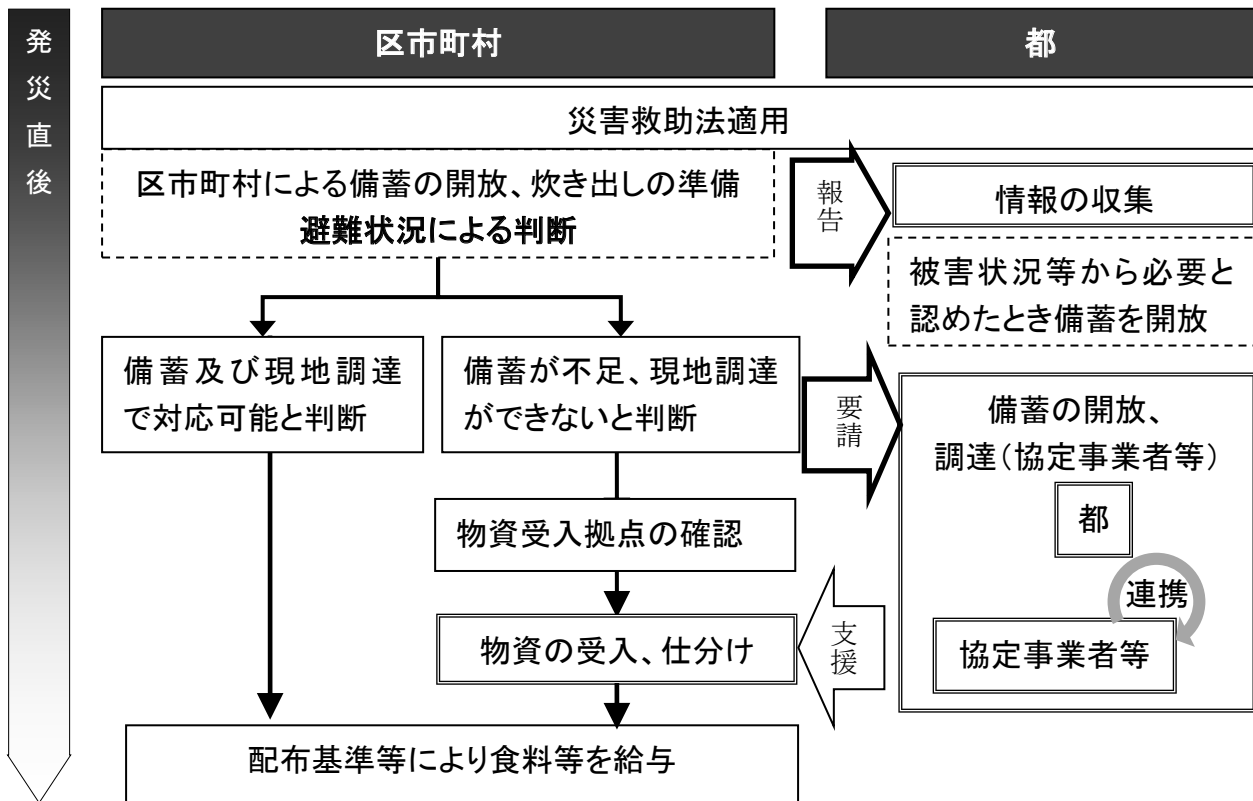 発災直後
区市町村
都
災害救助法適用
区市町村による備蓄の開放、炊き出しの準備
避難状況による判断
報告
情報の収集
被害状況等から必要と
認めたとき備蓄を開放
備蓄及び現地調達
で対応可能と判断
備蓄が不足、現地調達
ができないと判断
要請
備蓄の開放、
調達（協定事業者等）
都
連携
協定事業者等
物資受入拠点の確認
物資の受入、仕分け
支援
配布基準等により食料等を給与